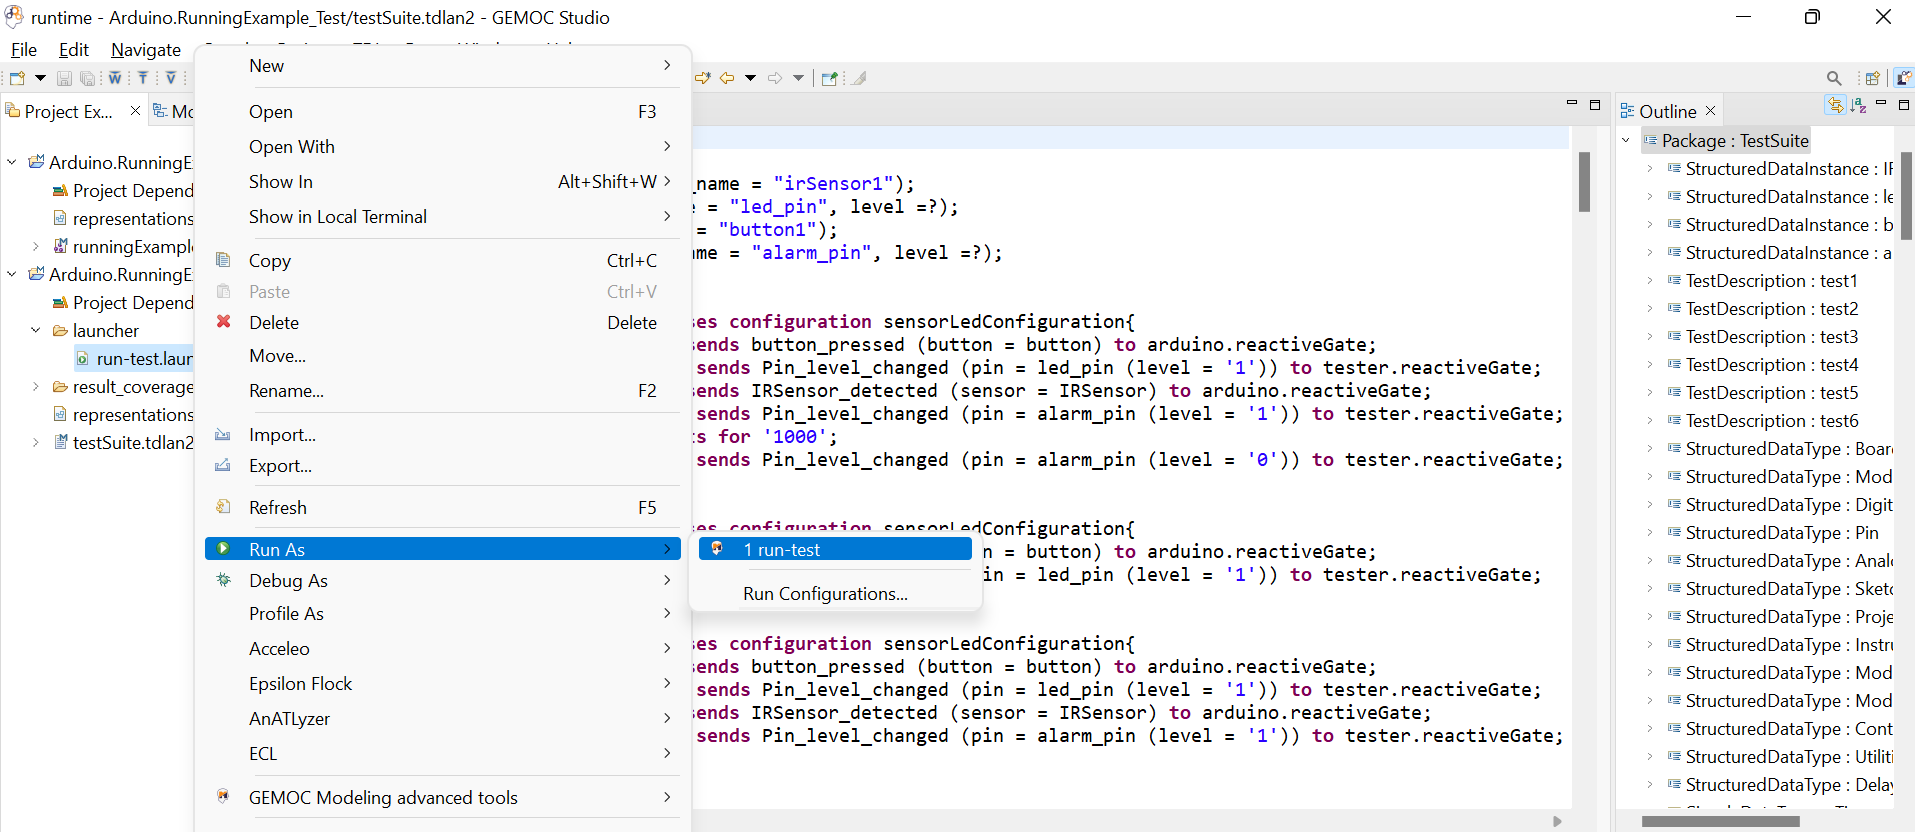 runtime - Arduino.RunningExample_Test/testSuite.tdlan2 - GEMOC Studio
File Edit Navigate
Project Ex...
Arduino.RunningE
Project Depend
representations
runningExampl
Arduino.RunningE
Project Depend
launcher
run-test.laun
result_coverage
representations
testSuite.tdlan2
New
Open F3
Open With
Show In Alt+Shift+W
Show in Local Terminal
Copy Ctrl+C
Paste Ctrl+V
Delete Delete
Move...
Rename... F2
Import...
Export...
Refresh F5
Run As
Debug As
Profile As
Acceleo
Epsilon Flock
AnATLyzer
ECL
GEMOC Modeling advanced tools
1 run-test
Run Configurations...
_name = "irSensor1");
= "led_pin", level =?);
= "button1");
me = "alarm_pin", level =?);
es configuration sensorLedConfiguration{
ends button_pressed (button = button) to arduino.reactiveGate;
sends Pin_level_changed (pin = led_pin (level = '1')) to tester.reactiveGate;
ends IRSensor_detected (sensor = IRSensor) to arduino.reactiveGate;
sends Pin_level_changed (pin = alarm_pin (level = '1')) to tester.reactiveGate;
s for '1000';
sends Pin_level_changed (pin = alarm_pin (level = '0')) to tester.reactiveGate;
es configuration sensorLedConfiguration{
n = button) to arduino.reactiveGate;
in = led_pin (level = '1')) to tester.reactiveGate;
es configuration sensorLedConfiguration{
ends button_pressed (button = button) to arduino.reactiveGate;
sends Pin_level_changed (pin = led_pin (level = '1')) to tester.reactiveGate;
ends IRSensor_detected (sensor = IRSensor) to arduino.reactiveGate;
sends Pin_level_changed (pin = alarm_pin (level = '1')) to tester.reactiveGate;
Outline
Package : TestSuite
StructuredDataInstance : IF
StructuredDataInstance : le
StructuredDataInstance : b
StructuredDataInstance : a
TestDescription : test1
TestDescription : test2
TestDescription : test3
TestDescription : test4
TestDescription : test5
TestDescription : test6
StructuredDataType : Boar
StructuredDataType : Mod
StructuredDataType : Digit
StructuredDataType : Pin
StructuredDataType : Anal
StructuredDataType : Sket
StructuredDataType : Proje
StructuredDataType : Instr
StructuredDataType : Mod
StructuredDataType : Mod
StructuredDataType : Cont
StructuredDataType : Utiliti
StructuredDataType : Dela